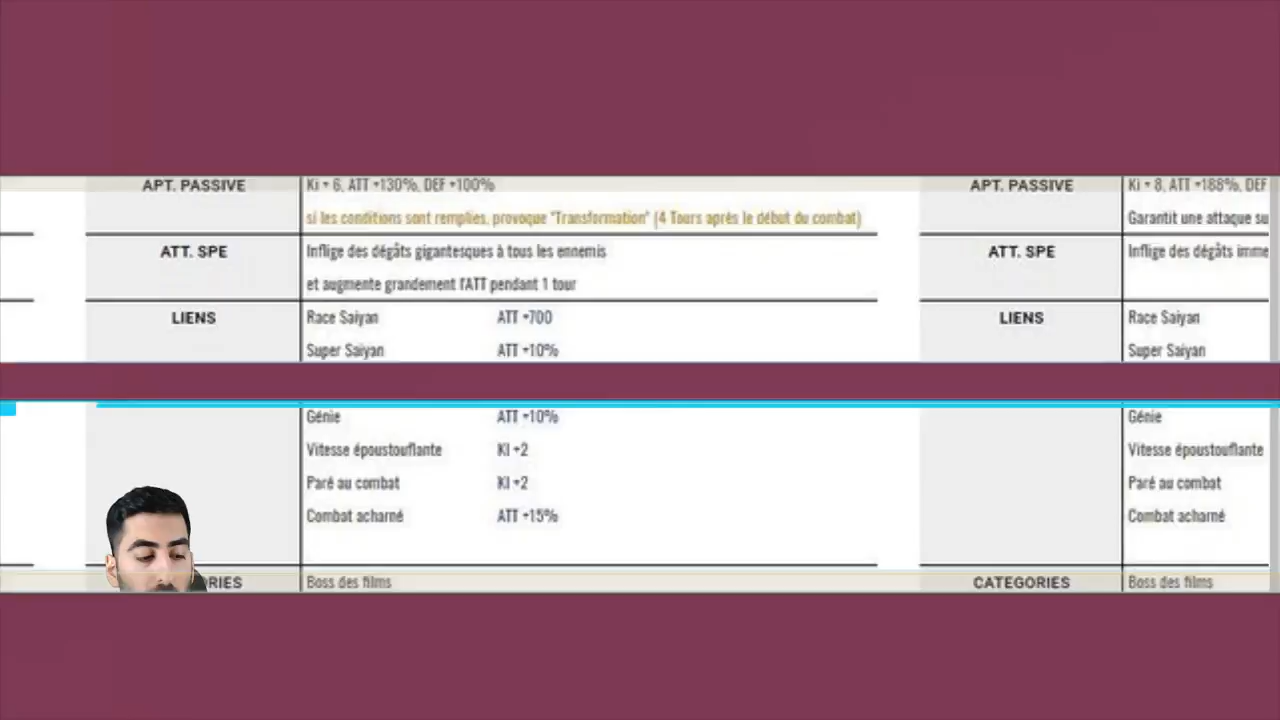 APT. PASSIVE Ki + 6, ATT +130%, DEF +100%
si les conditions sont remplies, provoque "Transformation" (4 Tours après le début du combat)
ATT. SPE Inflige des dégâts gigantesques à tous les ennemis
et augmente grandement l'ATT pendant 1 tour
LIENS Race Saiyan ATT +700
Super Saiyan ATT +10%
Génie ATT +10%
Vitesse époustouflante KI +2
Paré au combat KI +2
Combat acharné ATT +15%
RIES Boss des films
APT. PASSIVE Ki + 8, ATT +188%, DEF
Garantit une attaque su
ATT. SPE Inflige des dégâts imme
LIENS Race Saiyan
Super Saiyan
Génie
Vitesse époustouflante
Paré au combat
Combat acharné
CATEGORIES Boss des films